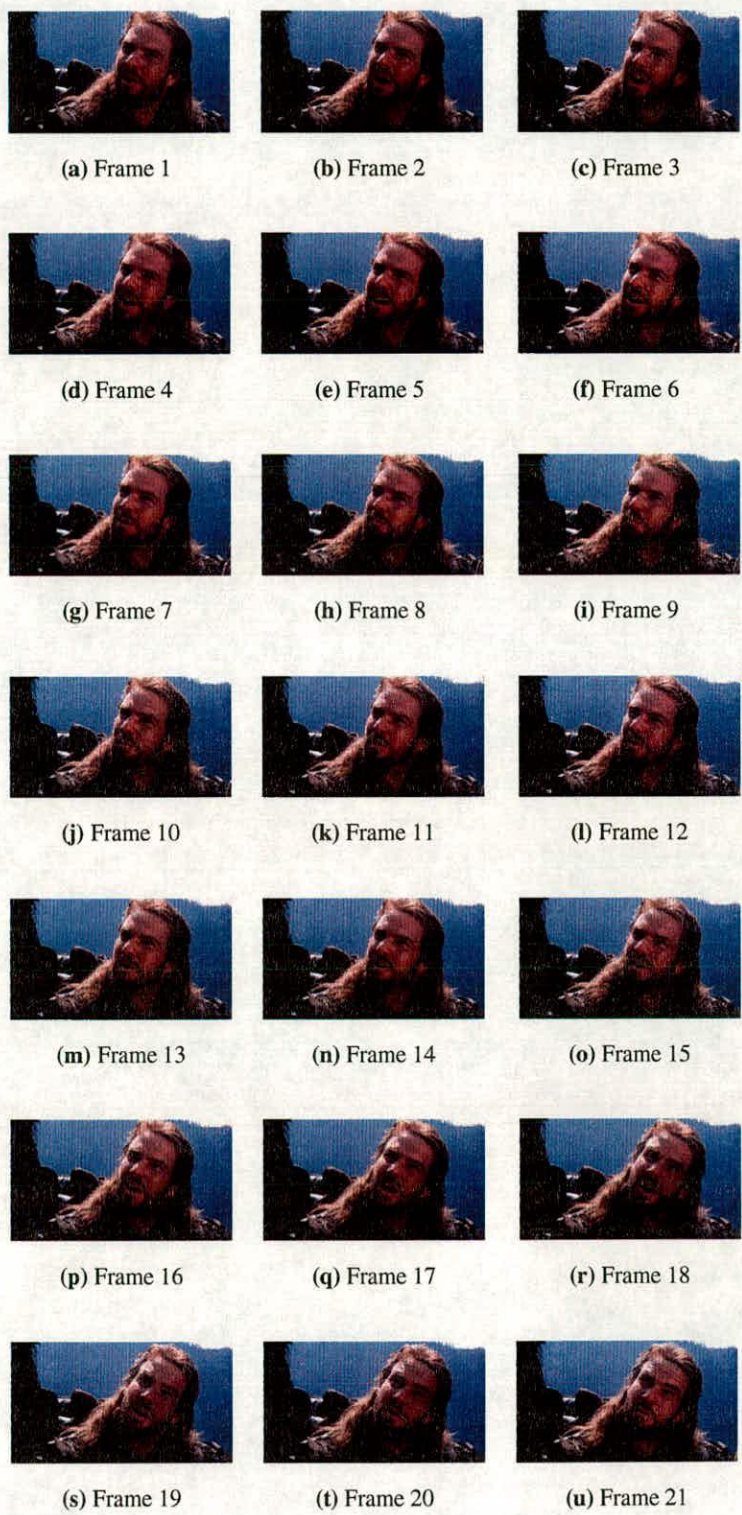 (a) Frame 1 (b) Frame 2 (c) Frame 3
(d) Frame 4 (e) Frame 5 (f) Frame 6
(g) Frame 7 (h) Frame 8 (i) Frame 9
(j) Frame 10 (k) Frame 11 (l) Frame 12
(m) Frame 13 (n) Frame 14 (o) Frame 15
(p) Frame 16 (q) Frame 17 (r) Frame 18
(s) Frame 19 (t) Frame 20 (u) Frame 21